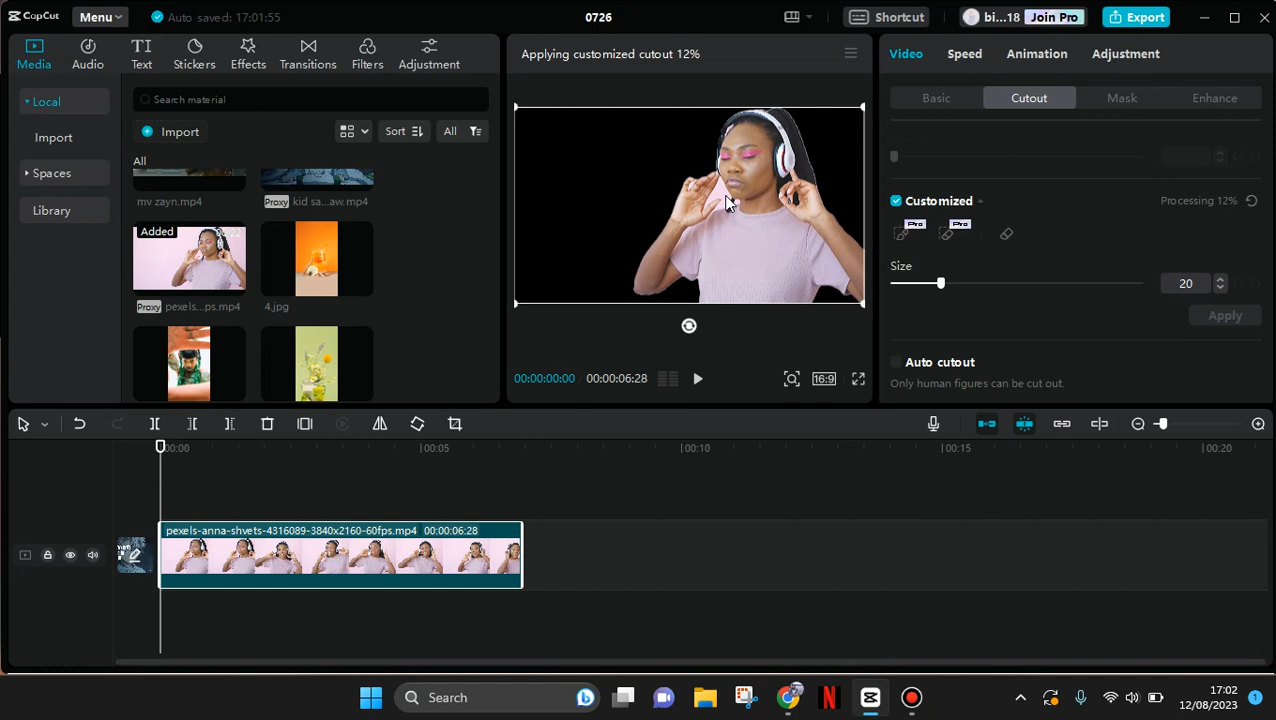 CapCut Menu Auto saved: 17:01:55 0726 Shortcut bi...18 Join Pro Export
Media Audio Text Stickers Effects Transitions Filters Adjustment
Local
Import
Spaces
Library
Search material
Import Sort All
All
mv zayn.mp4
Proxy kid sa...aw.mp4
Added
Proxy pexels...ps.mp4
4.jpg
Applying customized cutout 12%
00:00:00:00 00:00:06:28 16:9
Video Speed Animation Adjustment
Basic Cutout Mask Enhance
Customized Processing 12%
Pro Pro
Size
20
Apply
Auto cutout
Only human figures can be cut out.
00:00 00:05 00:10 00:15 00:20
pexels-anna-shvets-4316089-3840x2160-60fps.mp4 00:00:06:28
Search
17:02
12/08/2023
1